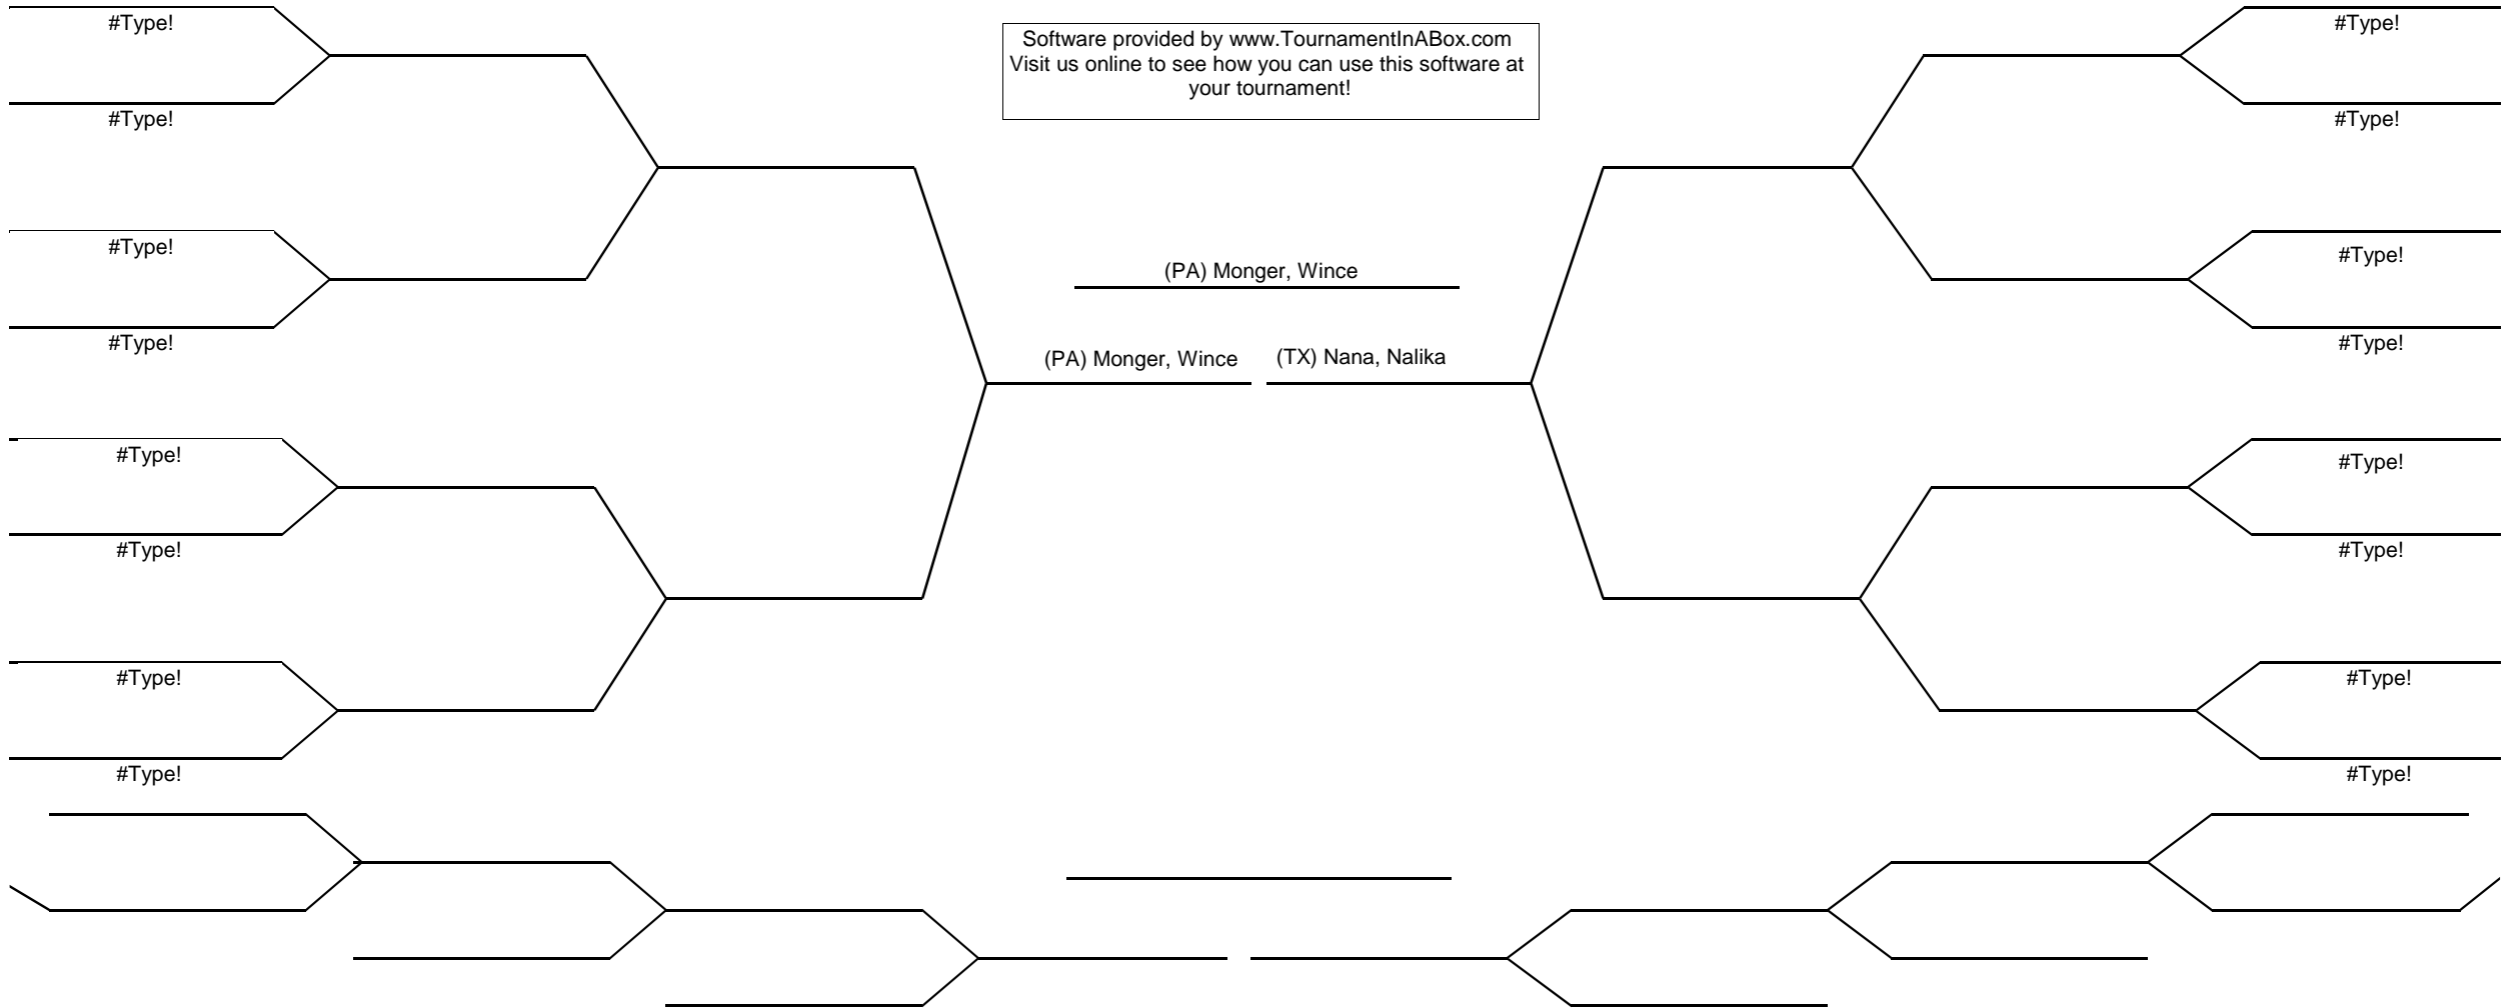 #Type!
#Type!
Software provided by www.TournamentInABox.com
Visit us online to see how you can use this software at
your tournament!
#Type!
#Type!
#Type!
#Type!
(PA) Monger, Wince
#Type!
#Type!
(PA) Monger, Wince
(TX) Nana, Nalika
#Type!
#Type!
#Type!
#Type!
#Type!
#Type!
#Type!
#Type!